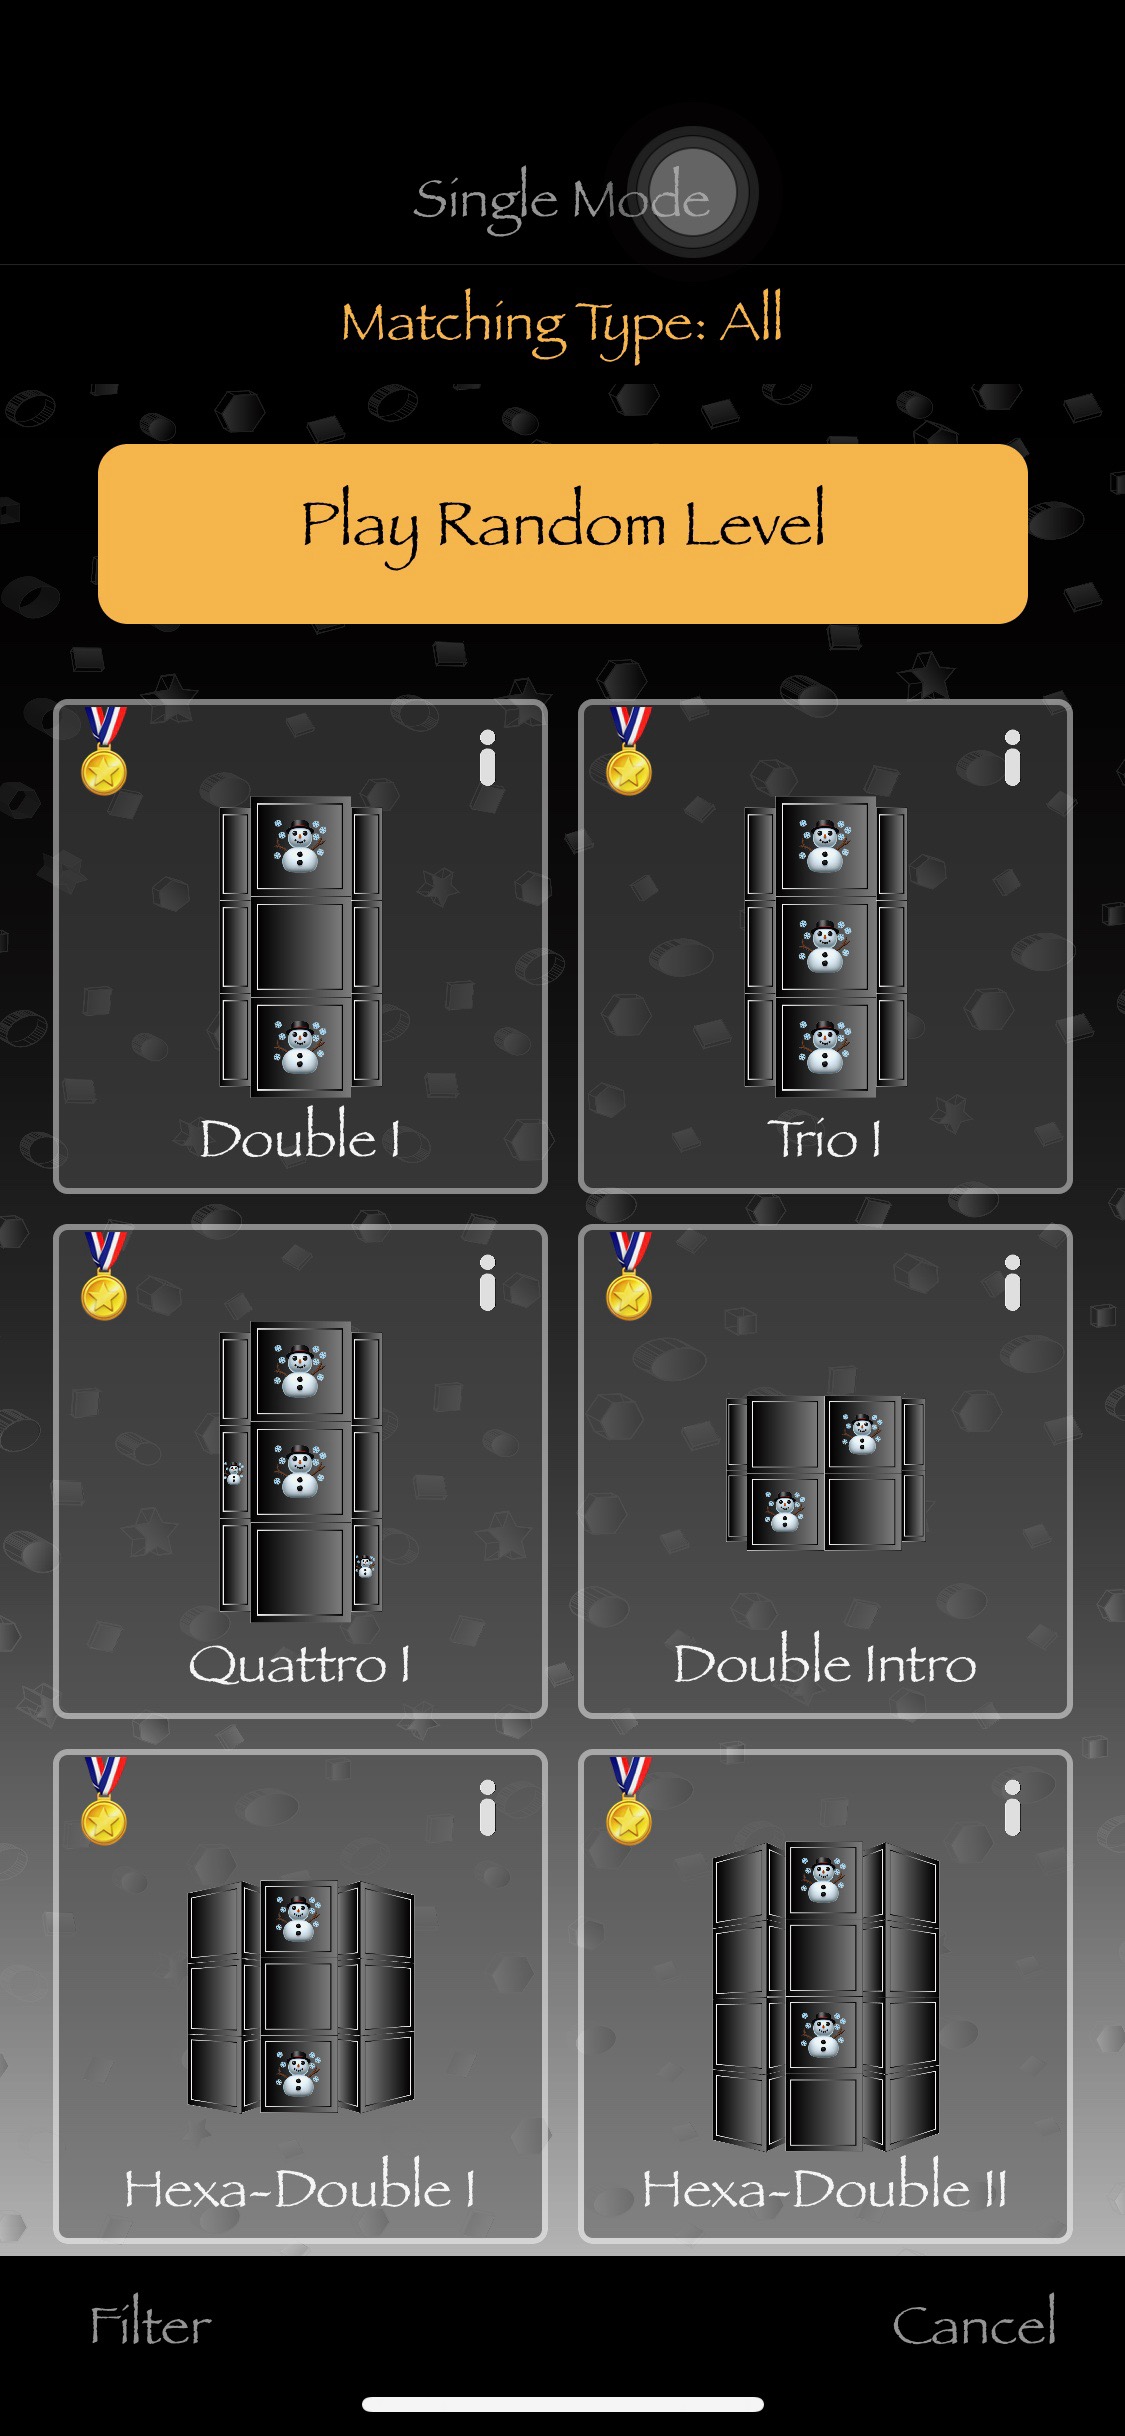 Single Mode
Matching Type: All
Play Random Level
Double I
Trio I
Quattro I
Double Intro
Hexa-Double I
Hexa-Double II
Filter
Cancel